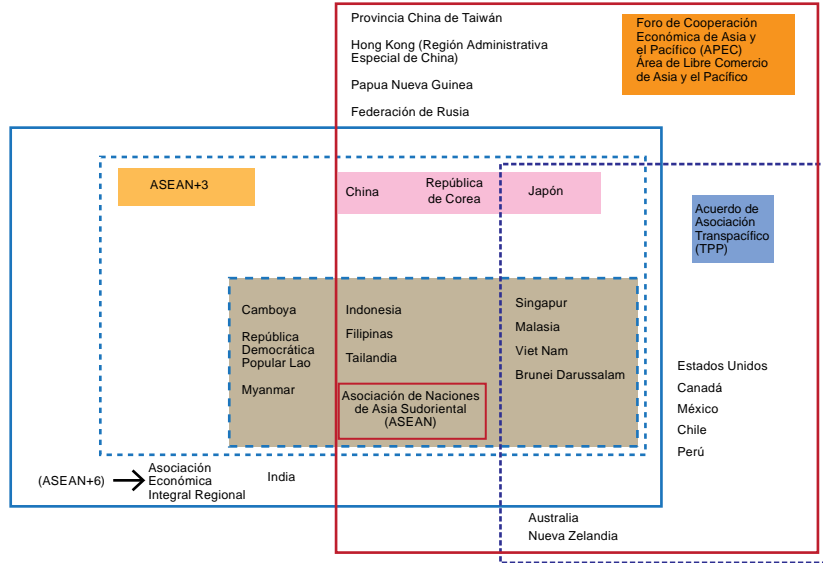 Provincia China de Taiwán
Hong Kong (Región Administrativa
Especial de China)
Papua Nueva Guinea
Federación de Rusia
Foro de Cooperación
Económica de Asia y
el Pacífico (APEC)
Área de Libre Comercio
de Asia y el Pacífico
ASEAN+3
China
República
de Corea
Japón
Acuerdo de
Asociación
Transpacífico
(TPP)
Camboya
República
Democrática
Popular Lao
Myanmar
Indonesia
Filipinas
Tailandia
Asociación de Naciones
de Asia Sudoriental
(ASEAN)
Singapur
Malasia
Viet Nam
Brunei Darussalam
Estados Unidos
Canadá
México
Chile
Perú
(ASEAN+6)
Asociación
Económica
Integral Regional
India
Australia
Nueva Zelandia